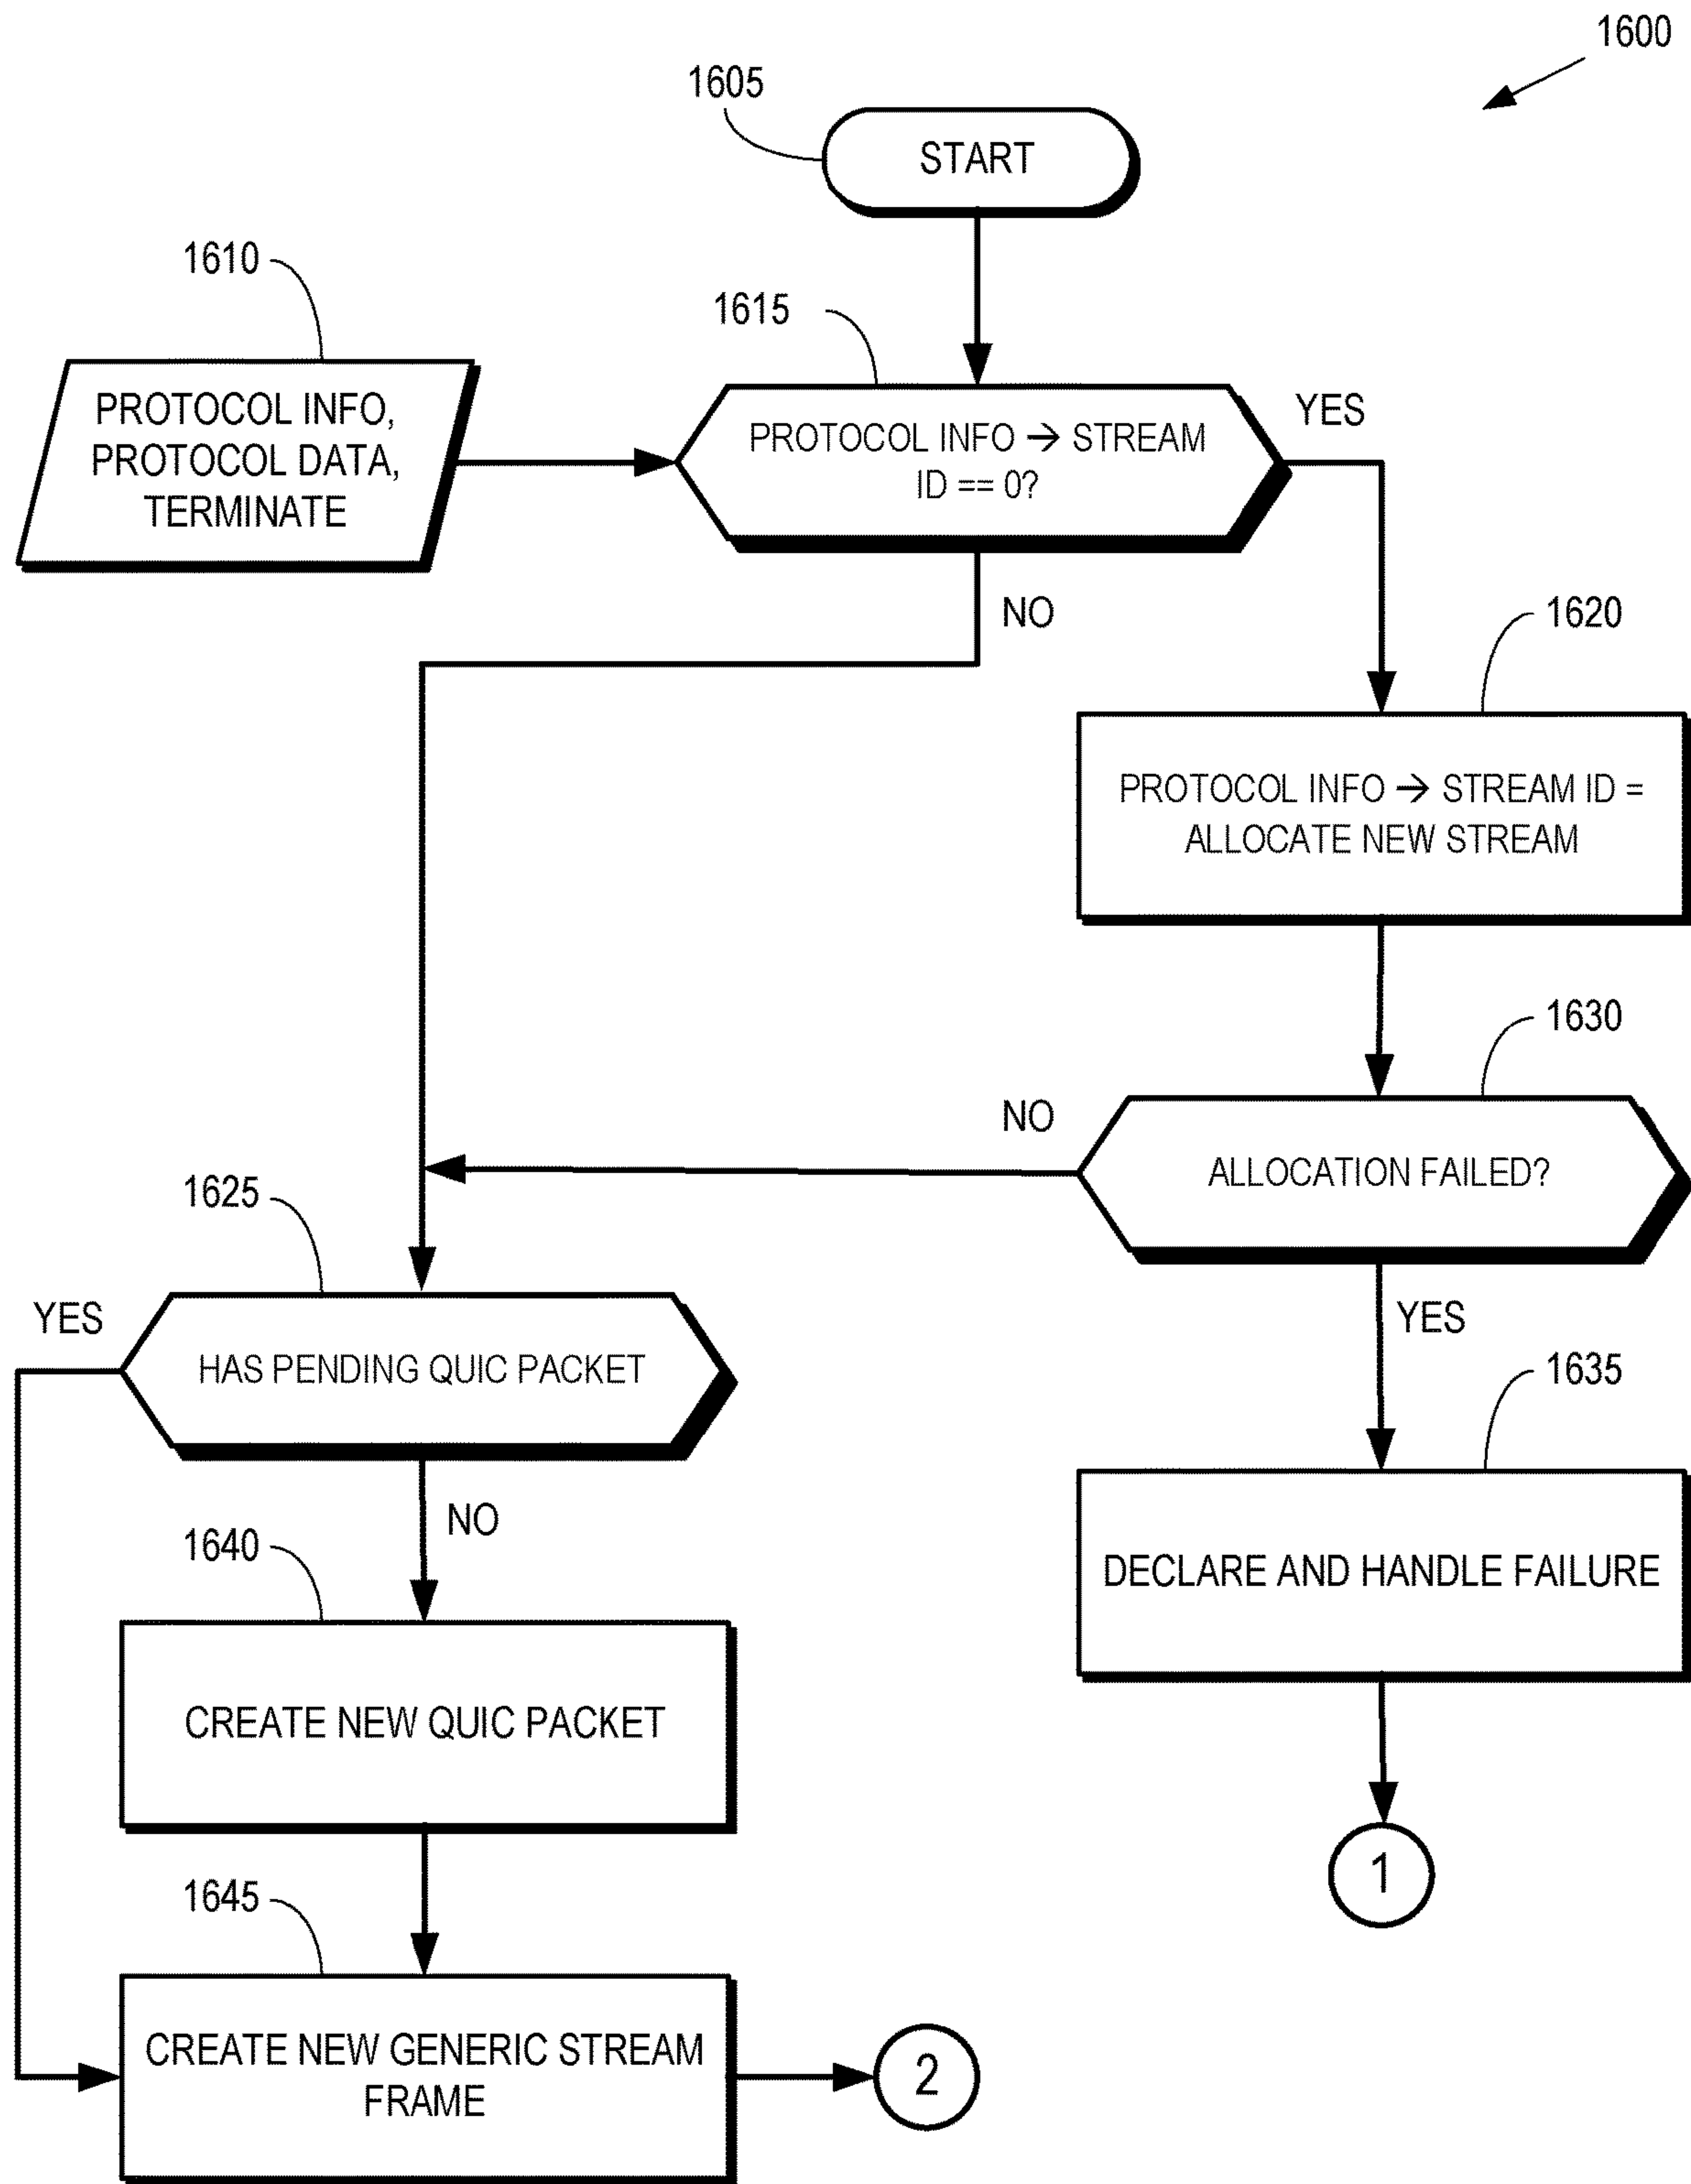 1600
1605
START
1610
1615
PROTOCOL INFO,
PROTOCOL DATA,
TERMINATE
PROTOCOL INFO → STREAM
ID == 0?
YES
NO
1620
PROTOCOL INFO → STREAM ID =
ALLOCATE NEW STREAM
1630
NO
ALLOCATION FAILED?
1625
YES
HAS PENDING QUIC PACKET
YES
1635
NO
1640
DECLARE AND HANDLE FAILURE
CREATE NEW QUIC PACKET
1
1645
CREATE NEW GENERIC STREAM
FRAME
2